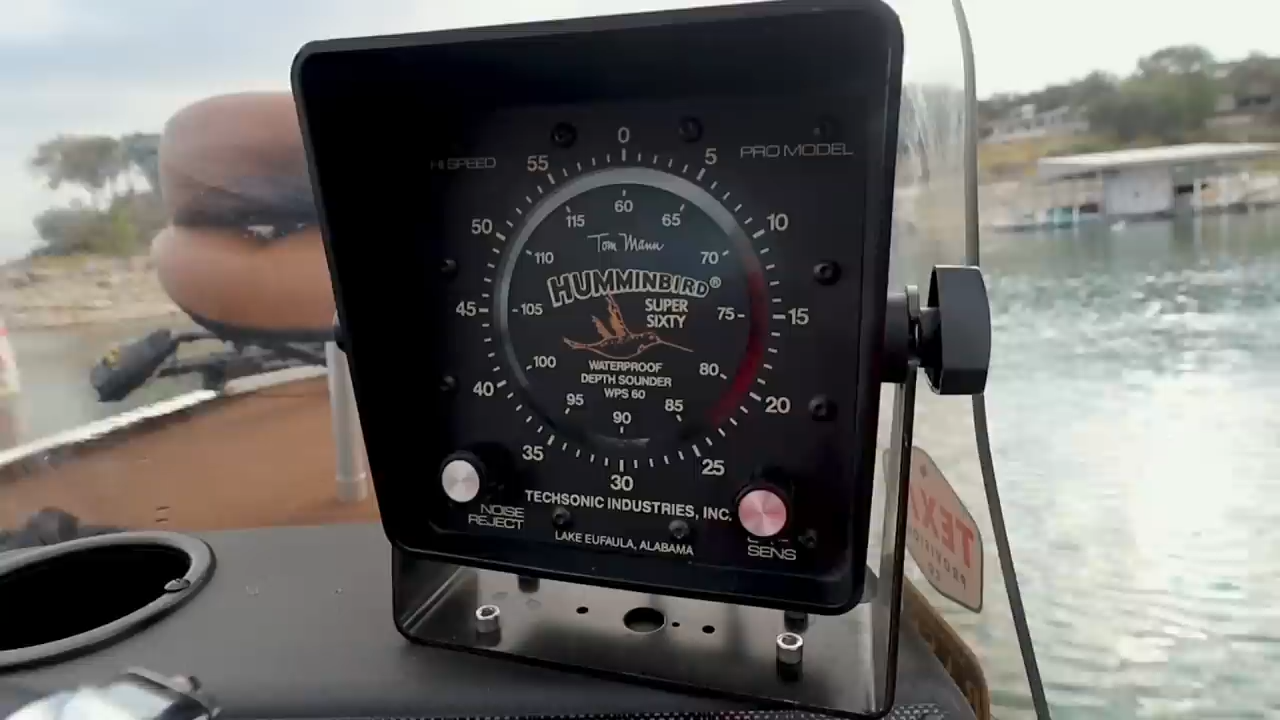 HI SPEED
PRO MODEL
0
5
10
15
20
25
30
35
40
45
50
55
60
65
70
75
80
85
90
95
100
105
110
115
Tom Mann
HUMMINBIRD®
SUPER
SIXTY
WATERPROOF
DEPTH SOUNDER
WPS 60
TECHSONIC INDUSTRIES, INC.
LAKE EUFAULA, ALABAMA
NOISE
REJECT
SENS